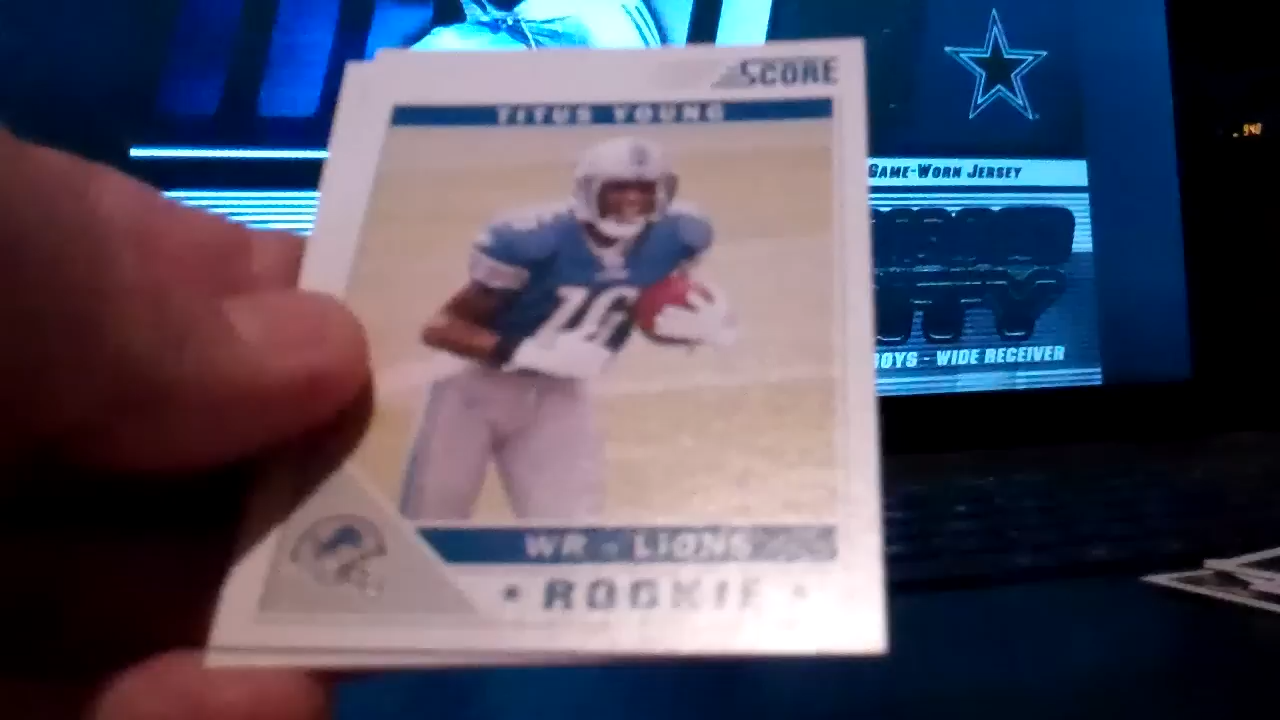 SCORE
TITUS YOUNG
16
WR - LIONS
• ROOKIE •
GAME-WORN JERSEY
BOYS - WIDE RECEIVER